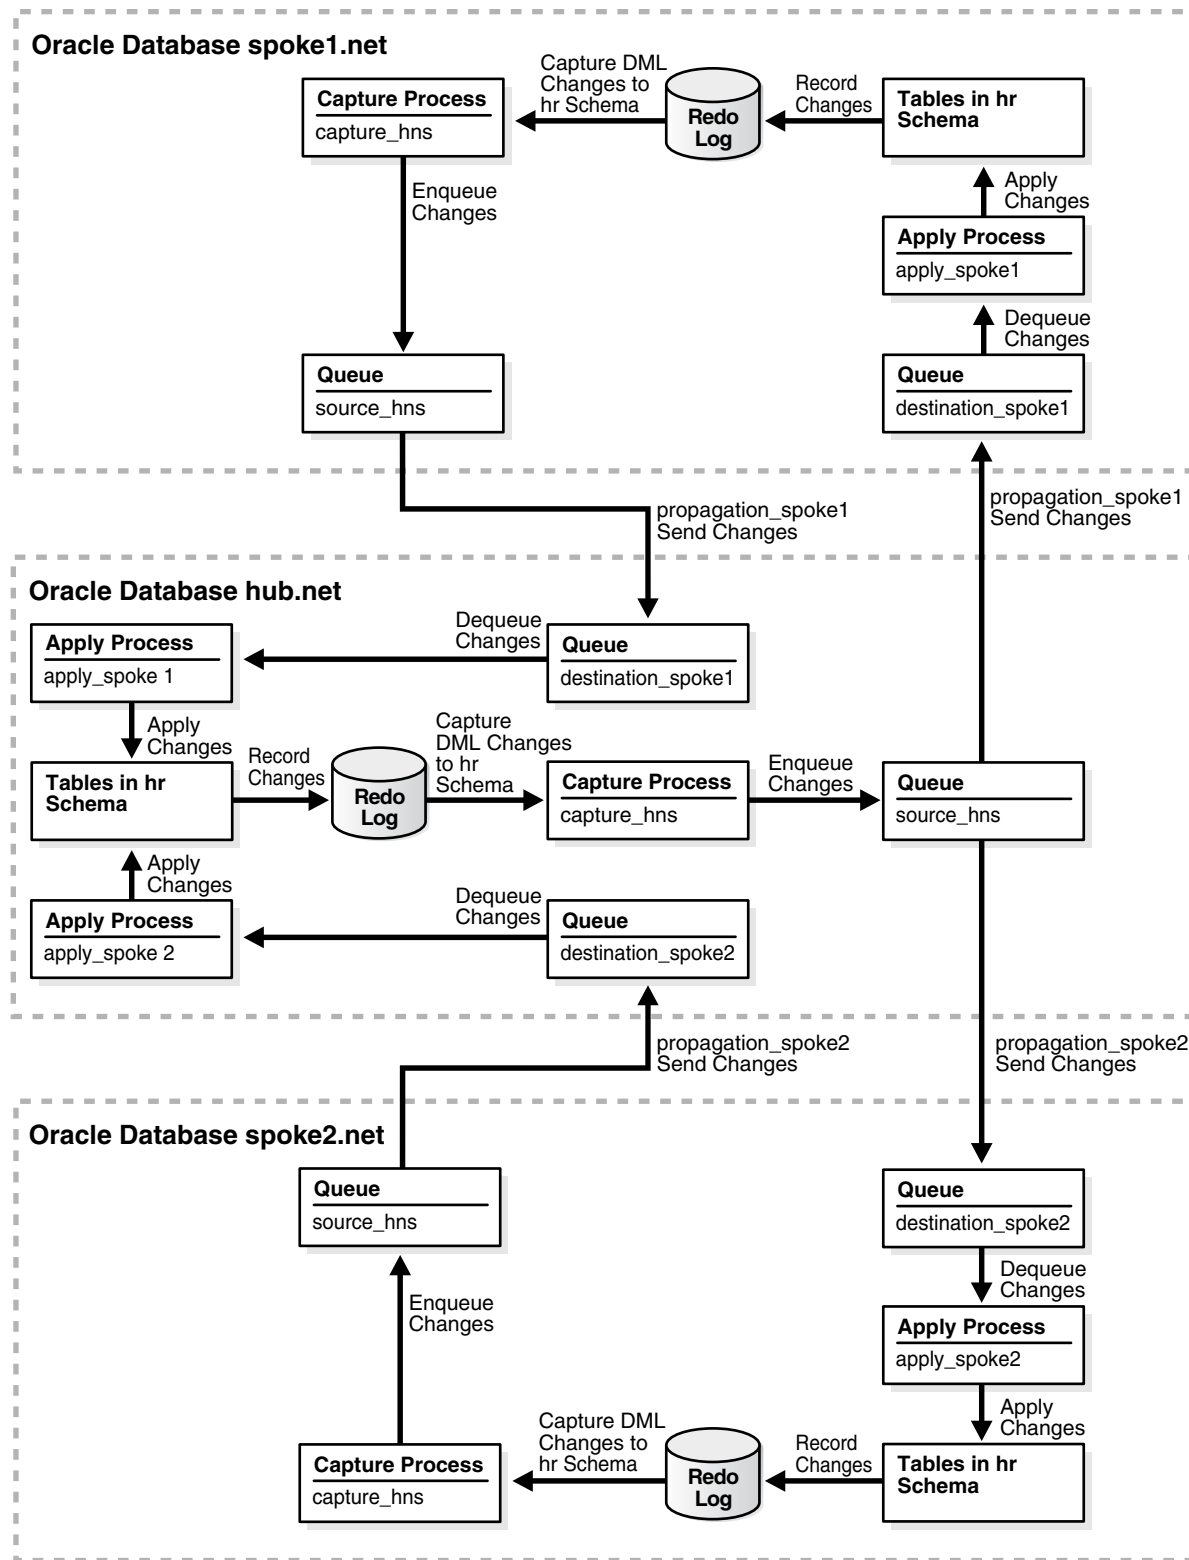 Oracle Database spoke1.net
Capture Process
capture_hns
Capture DML
Changes to
hr Schema
Redo
Log
Record
Changes
Tables in hr
Schema
Enqueue
Changes
Apply
Changes
Apply Process
apply_spoke1
Dequeue
Changes
Queue
source_hns
Queue
destination_spoke1
propagation_spoke1
Send Changes
propagation_spoke1
Send Changes
Oracle Database hub.net
Apply Process
apply_spoke 1
Dequeue
Changes
Queue
destination_spoke1
Apply
Changes
Tables in hr
Schema
Record
Changes
Redo
Log
Capture
DML Changes
to hr
Schema
Capture Process
capture_hns
Enqueue
Changes
Queue
source_hns
Apply
Changes
Apply Process
apply_spoke 2
Dequeue
Changes
Queue
destination_spoke2
propagation_spoke2
Send Changes
propagation_spoke2
Send Changes
Oracle Database spoke2.net
Queue
source_hns
Queue
destination_spoke2
Dequeue
Changes
Enqueue
Changes
Apply Process
apply_spoke2
Apply
Changes
Capture Process
capture_hns
Capture DML
Changes to
hr Schema
Redo
Log
Record
Changes
Tables in hr
Schema